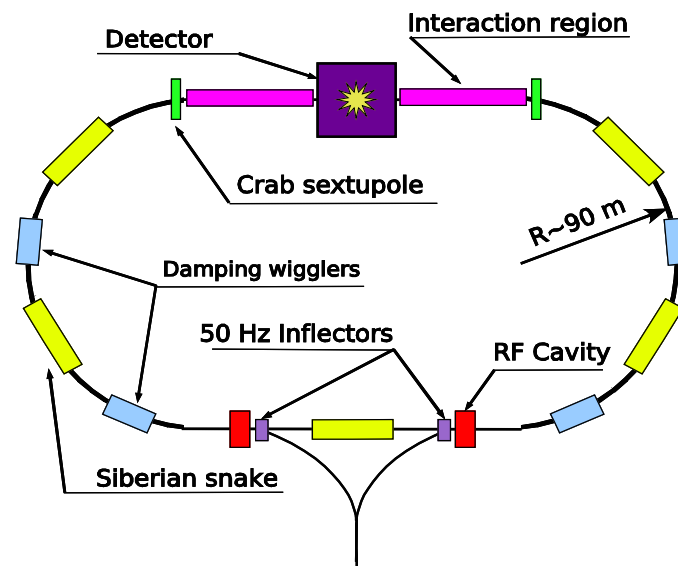 Interaction region
Detector
Crab sextupole
R~90 m
Damping wigglers
50 Hz Inflectors
RF Cavity
Siberian snake